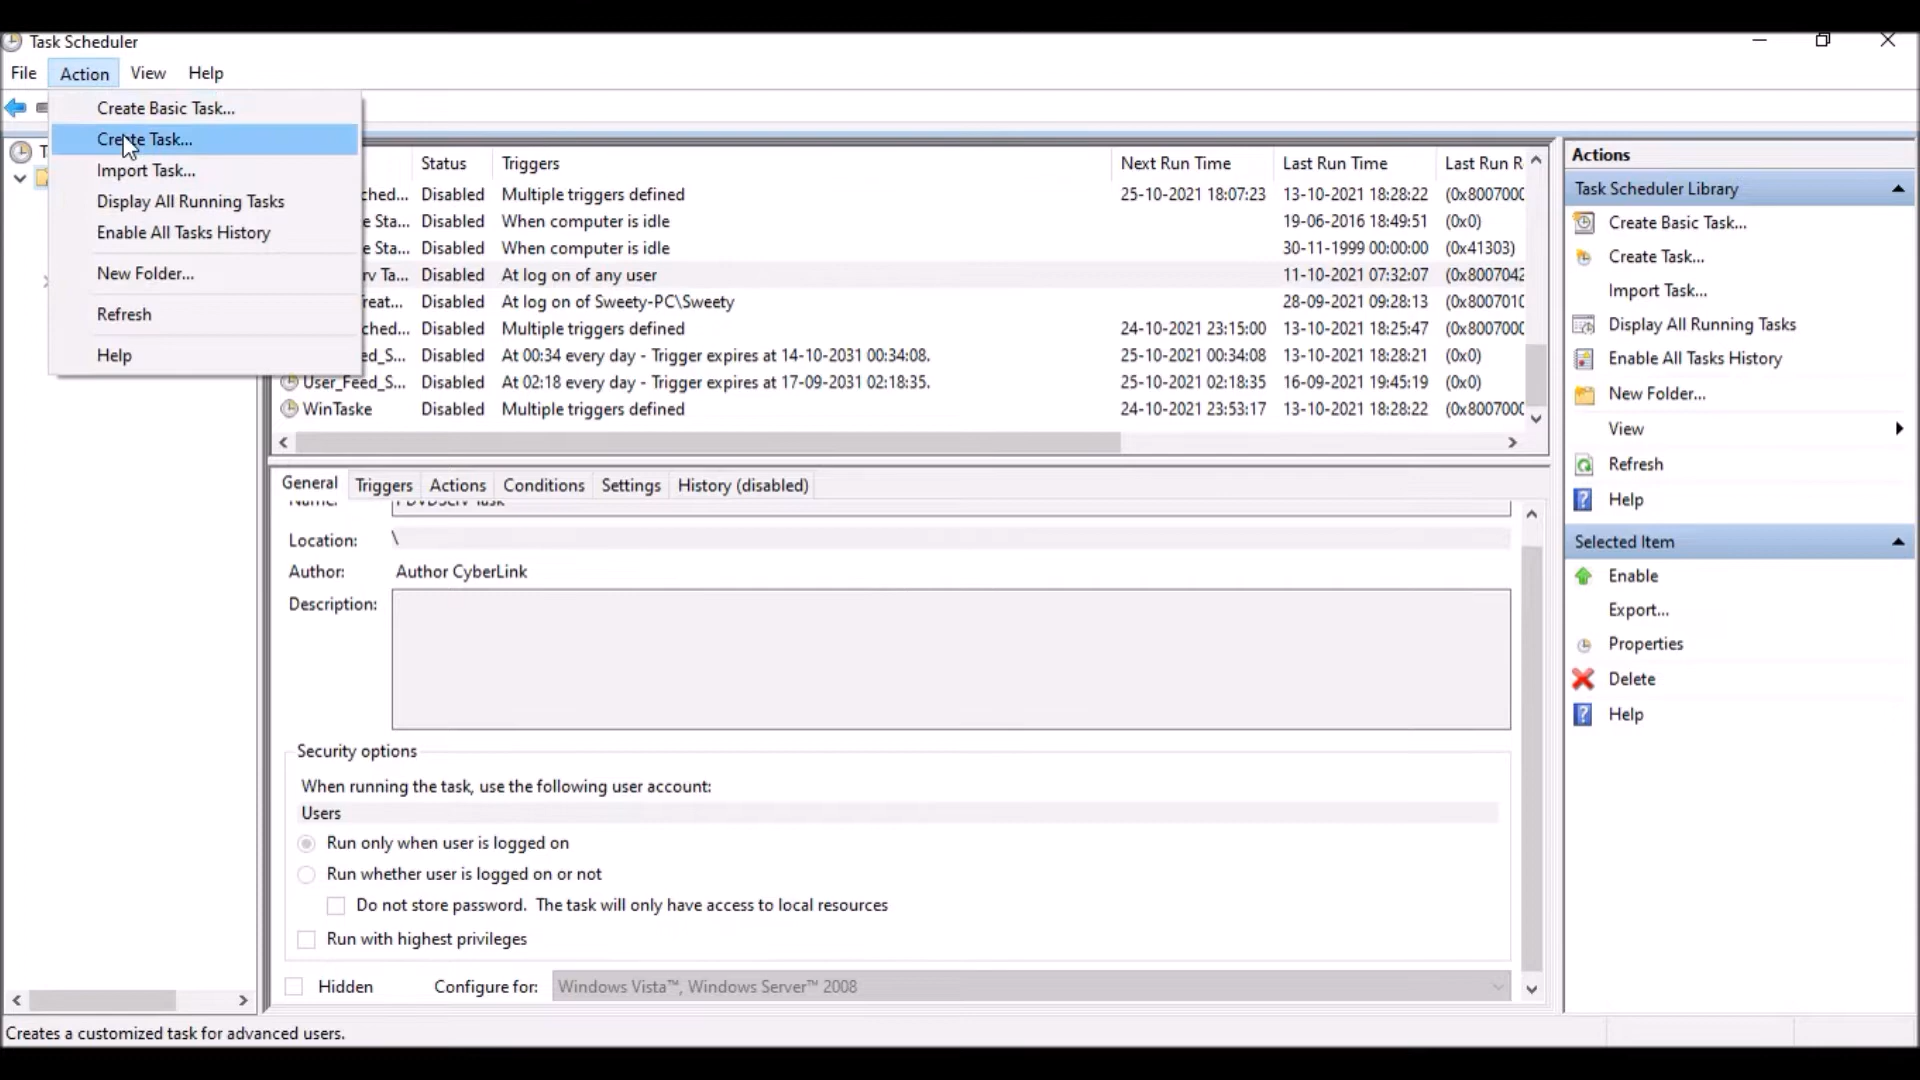 Task Scheduler
File Action View Help
Create Basic Task...
Create Task...
Import Task...
Display All Running Tasks
Enable All Tasks History
New Folder...
Refresh
Help
Status Triggers Next Run Time Last Run Time Last Run R
ched... Disabled Multiple triggers defined 25-10-2021 18:07:23 13-10-2021 18:28:22 (0x8007000
e Sta... Disabled When computer is idle 19-06-2016 18:49:51 (0x0)
e Sta... Disabled When computer is idle 30-11-1999 00:00:00 (0x41303)
rv Ta... Disabled At log on of any user 11-10-2021 07:32:07 (0x8007042
reat... Disabled At log on of Sweety-PC\Sweety 28-09-2021 09:28:13 (0x8007010
ched... Disabled Multiple triggers defined 24-10-2021 23:15:00 13-10-2021 18:25:47 (0x8007000
ed_S... Disabled At 00:34 every day - Trigger expires at 14-10-2031 00:34:08. 25-10-2021 00:34:08 13-10-2021 18:28:21 (0x0)
User_Feed_S... Disabled At 02:18 every day - Trigger expires at 17-09-2031 02:18:35. 25-10-2021 02:18:35 16-09-2021 19:45:19 (0x0)
WinTaske Disabled Multiple triggers defined 24-10-2021 23:53:17 13-10-2021 18:28:22 (0x8007000
General Triggers Actions Conditions Settings History (disabled)
Name:
Location: \
Author: Author CyberLink
Description:
Security options
When running the task, use the following user account:
Users
Run only when user is logged on
Run whether user is logged on or not
Do not store password. The task will only have access to local resources
Run with highest privileges
Hidden Configure for: Windows Vista™, Windows Server™ 2008
Actions
Task Scheduler Library
Create Basic Task...
Create Task...
Import Task...
Display All Running Tasks
Enable All Tasks History
New Folder...
View
Refresh
Help
Selected Item
Enable
Export...
Properties
Delete
Help
Creates a customized task for advanced users.